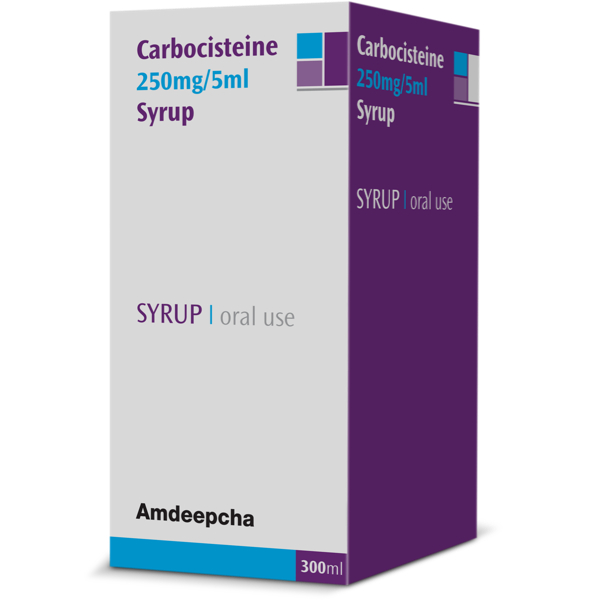 Carbocisteine
250mg/5ml
Syrup
SYRUP | oral use
Amdeepcha
300ml
Carbocisteine
250mg/5ml
Syrup
SYRUP | oral use